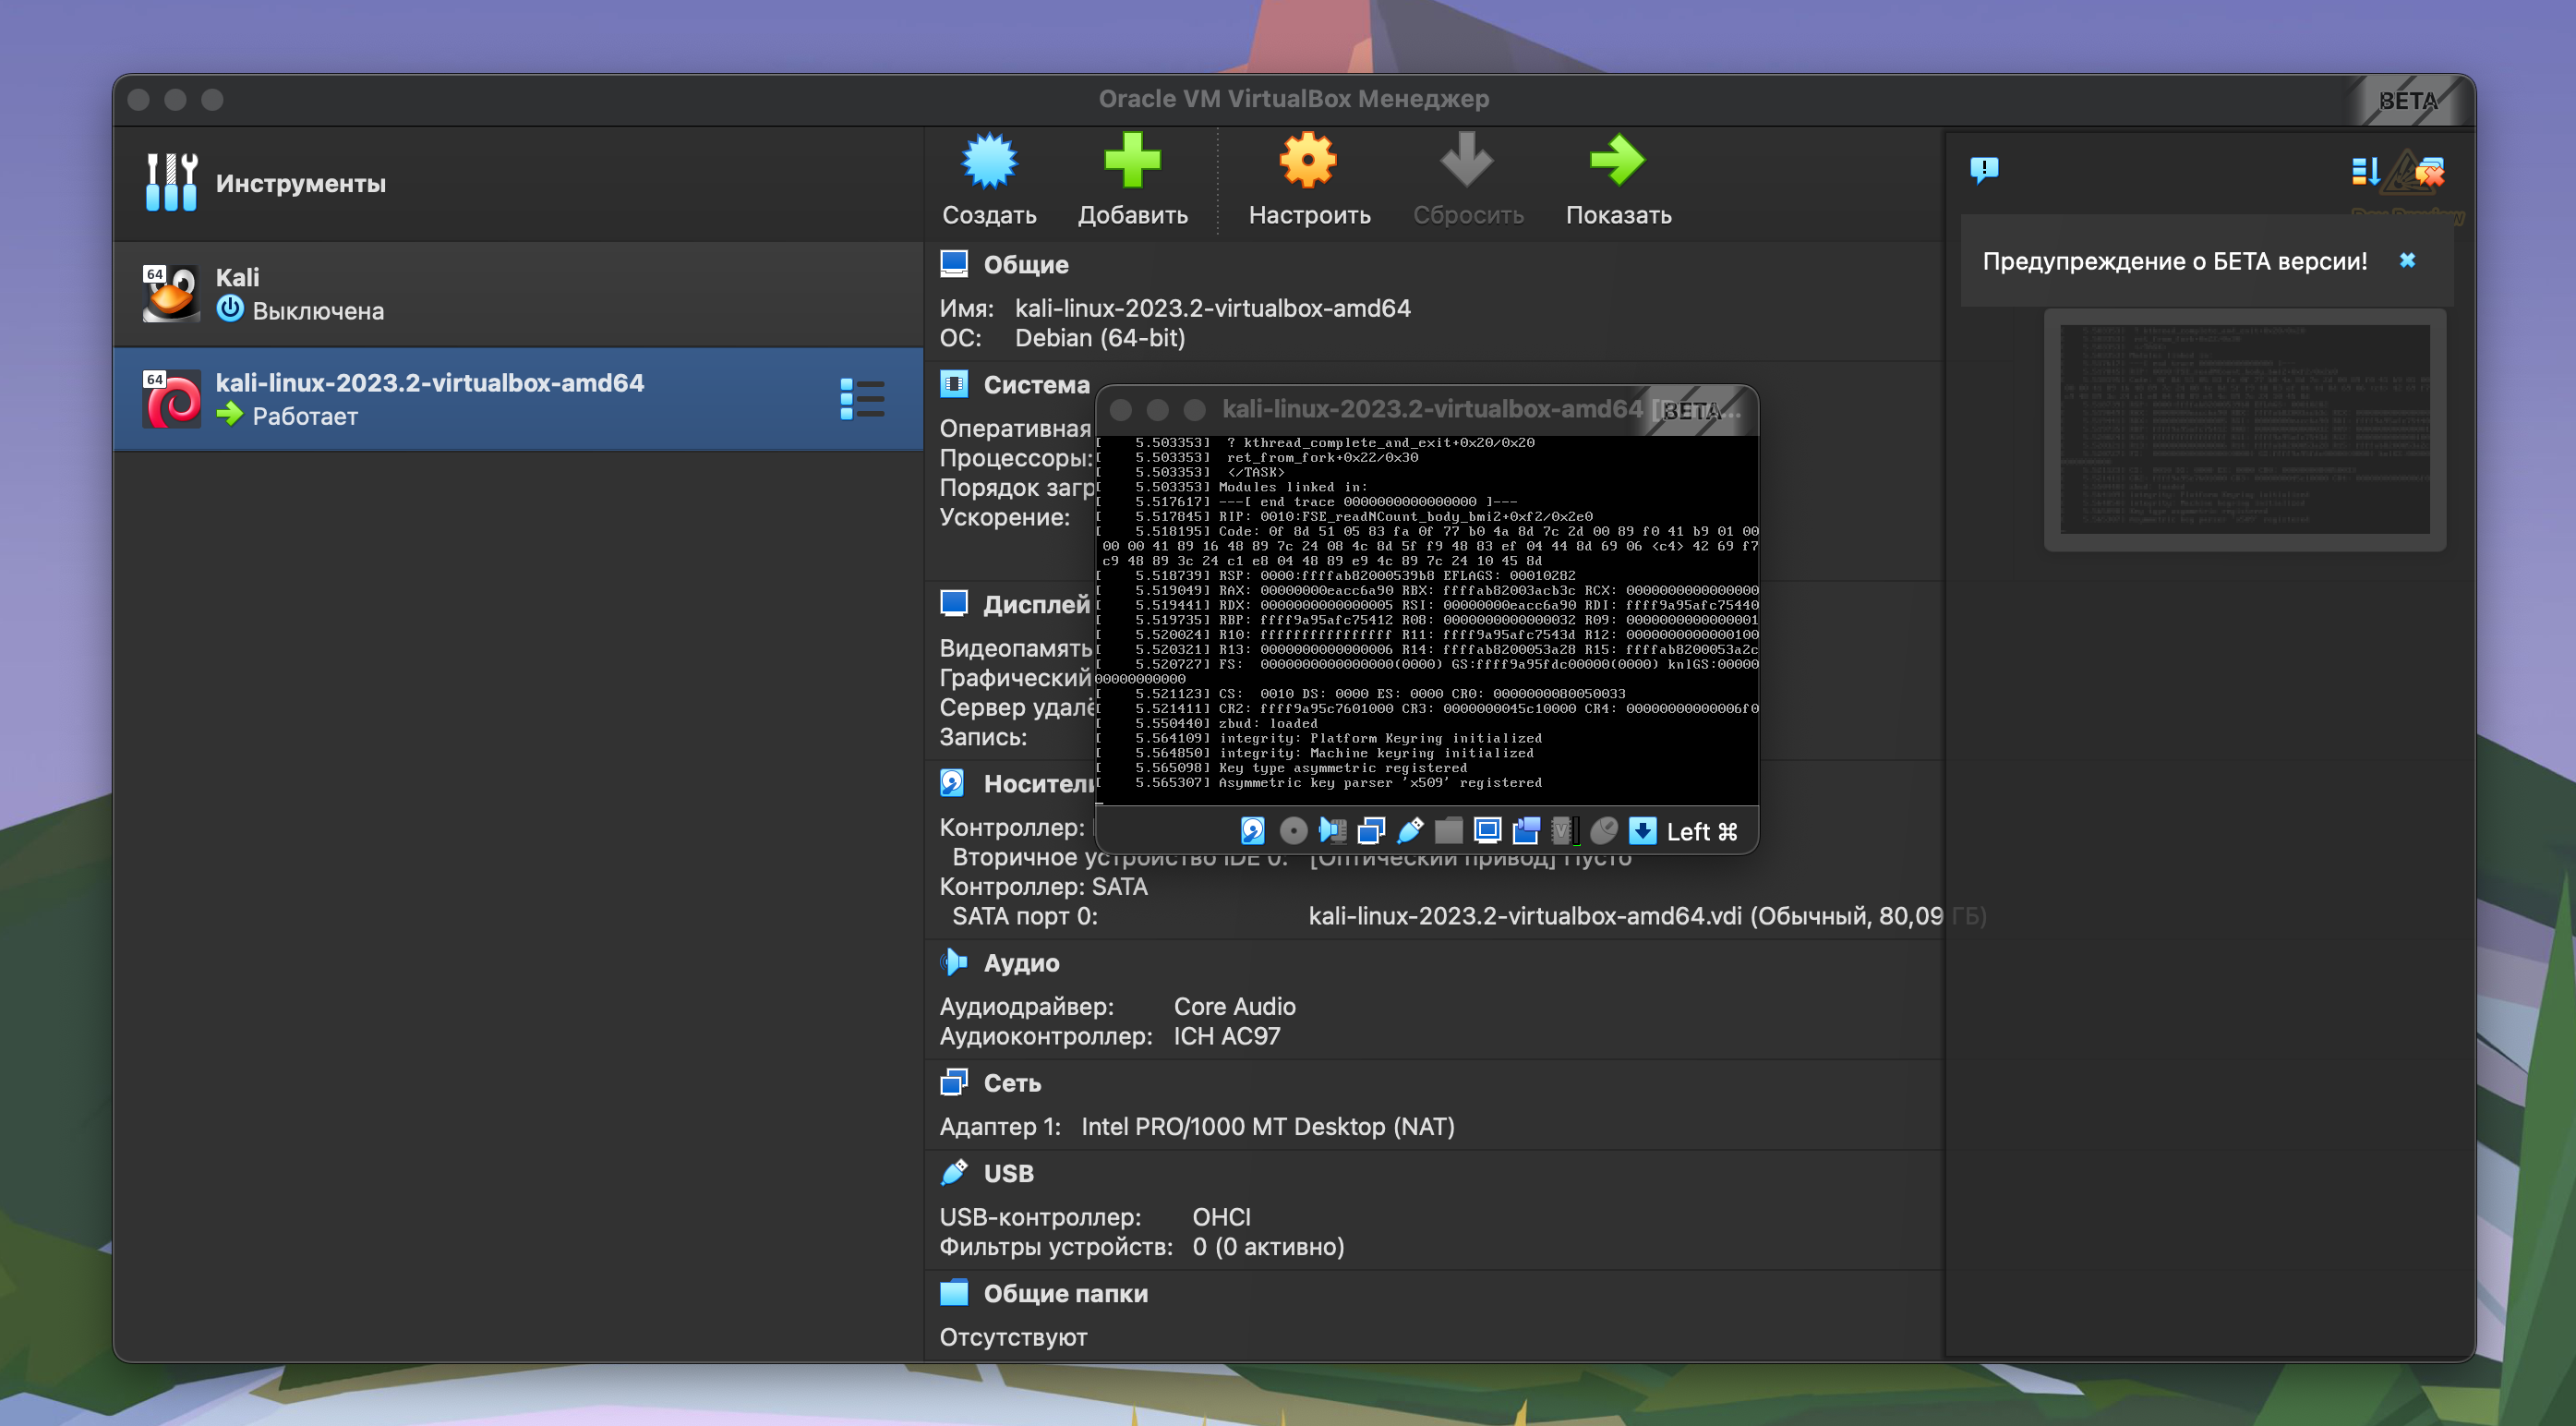 Oracle VM VirtualBox Менеджер
BETA
Инструменты
Создать
Добавить
Настроить
Сбросить
Показать
64
Kali
Выключена
64
kali-linux-2023.2-virtualbox-amd64
Работает
Общие
Имя: kali-linux-2023.2-virtualbox-amd64
ОС: Debian (64-bit)
Система
Оперативная
Процессоры:
Порядок загр
Ускорение:
Дисплей
Видеопамять
Графический
Сервер удалё
Запись:
Носители
Контроллер:
Вторичное устройство IDE 0: [Оптический привод] Пусто
Контроллер: SATA
SATA порт 0: kali-linux-2023.2-virtualbox-amd64.vdi (Обычный, 80,09 ГБ)
Аудио
Аудиодрайвер: Core Audio
Аудиоконтроллер: ICH AC97
Сеть
Адаптер 1: Intel PRO/1000 MT Desktop (NAT)
USB
USB-контроллер: OHCI
Фильтры устройств: 0 (0 активно)
Общие папки
Отсутствуют
kali-linux-2023.2-virtualbox-amd64
BETA
[ 5.503353] ? kthread_complete_and_exit+0x20/0x20
[ 5.503353] ret_from_fork+0x22/0x30
[ 5.503353] </TASK>
[ 5.503353] Modules linked in:
[ 5.517617] ---[ end trace 0000000000000000 ]---
[ 5.517845] RIP: 0010:FSE_readNCount_body_bmi2+0xf2/0x2e0
[ 5.518195] Code: 0f 8d 51 05 83 fa 0f 77 b0 4a 8d 7c 2d 00 89 f0 41 b9 01 00
00 00 41 89 16 48 89 7c 24 08 4c 8d 5f f9 48 83 ef 04 44 8d 69 06 <c4> 42 69 f7
c9 48 89 3c 24 c1 e8 04 48 89 e9 4c 89 7c 24 10 45 8d
[ 5.518739] RSP: 0000:ffffab82000539b8 EFLAGS: 00010282
[ 5.519049] RAX: 00000000eacc6a90 RBX: ffffab82003acb3c RCX: 0000000000000000
[ 5.519441] RDX: 0000000000000005 RSI: 00000000eacc6a90 RDI: ffff9a95afc75440
[ 5.519735] RBP: ffff9a95afc75412 R08: 0000000000000032 R09: 0000000000000001
[ 5.520024] R10: ffffffffffffffff R11: ffff9a95afc7543d R12: 0000000000000100
[ 5.520321] R13: 0000000000000006 R14: ffffab8200053a28 R15: ffffab8200053a2c
[ 5.520727] FS: 0000000000000000(0000) GS:ffff9a95fdc00000(0000) knlGS:00000
00000000000
[ 5.521123] CS: 0010 DS: 0000 ES: 0000 CR0: 0000000080050033
[ 5.521411] CR2: ffff9a95c7601000 CR3: 0000000045c10000 CR4: 00000000000006f0
[ 5.550440] zbud: loaded
[ 5.564109] integrity: Platform Keyring initialized
[ 5.564850] integrity: Machine keyring initialized
[ 5.565098] Key type asymmetric registered
[ 5.565307] Asymmetric key parser 'x509' registered
Left ⌘
Предупреждение о БЕТА версии!